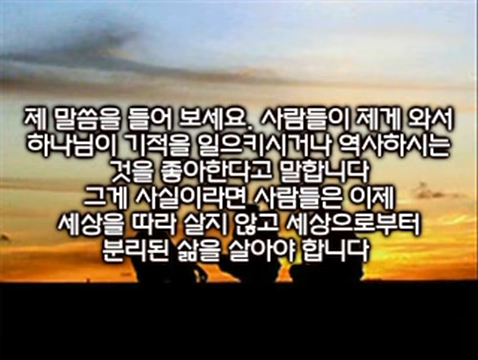 제 말씀을 들어 보세요. 사람들이 제게 와서
하나님이 기적을 일으키시거나 역사하시는
것을 좋아한다고 말합니다
그게 사실이라면 사람들은 이제
세상을 따라 살지 않고 세상으로부터
분리된 삶을 살아야 합니다